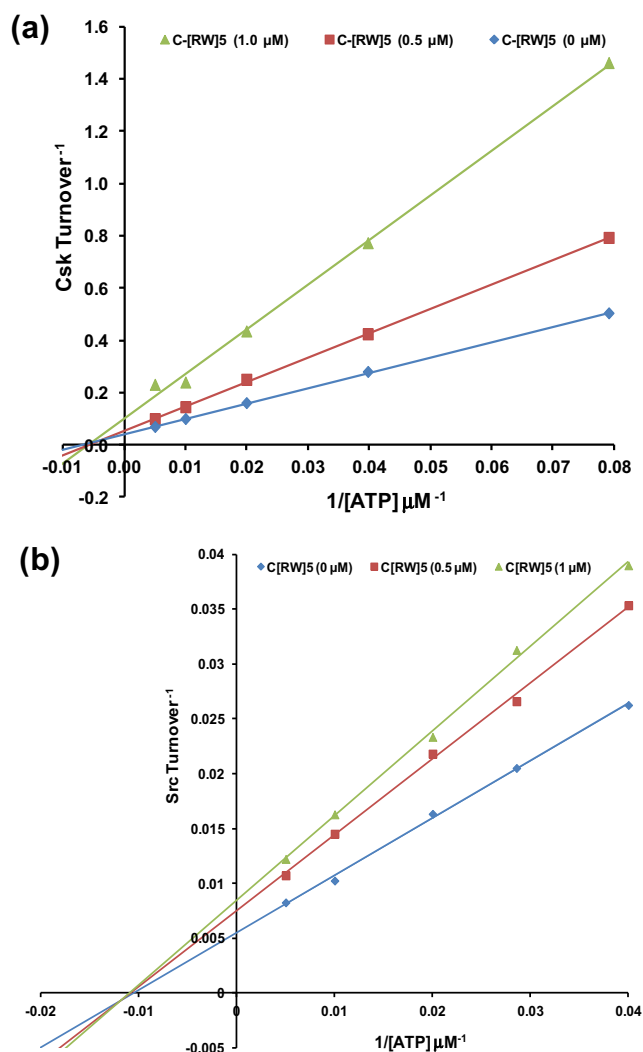 (a)
C-[RW]5 (1.0 µM) C-[RW]5 (0.5 µM) C-[RW]5 (0 µM)
1.6
1.4
1.2
1.0
0.8
0.6
0.4
0.2
0.0
-0.2
Csk Turnover-1
-0.01 0.00 0.01 0.02 0.03 0.04 0.05 0.06 0.07 0.08
1/[ATP] µM -1
(b)
C[RW]5 (0 µM) C[RW]5 (0.5 µM) C[RW]5 (1 µM)
0.04
0.035
0.03
0.025
0.02
0.015
0.01
0.005
0
-0.005
Src Turnover-1
-0.02 -0.01 0 0.01 0.02 0.03 0.04
1/[ATP] µM-1